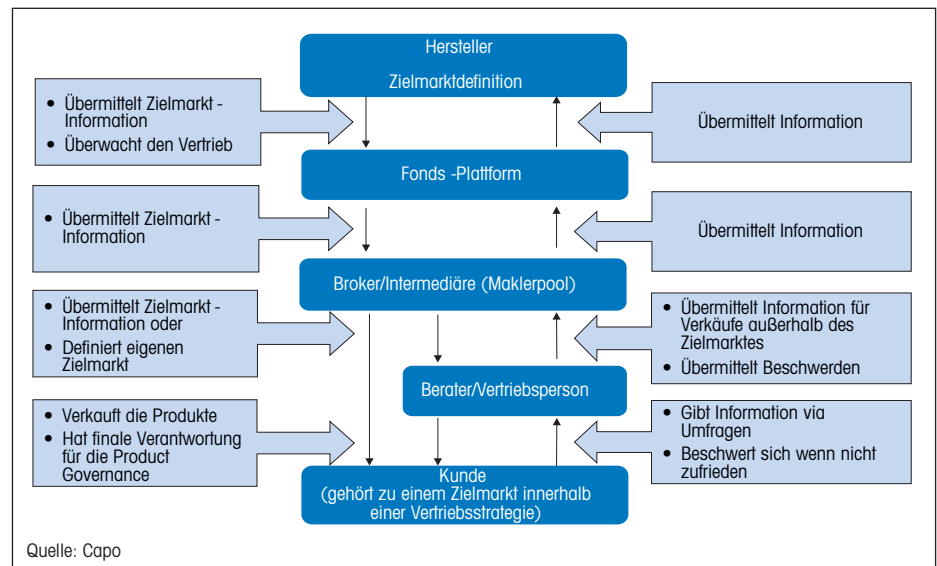 Hersteller
Zielmarktdefinition
• Übermittelt Zielmarkt -
Information
• Überwacht den Vertrieb
Übermittelt Information
Fonds -Plattform
• Übermittelt Zielmarkt -
Information
Übermittelt Information
Broker/Intermediäre (Maklerpool)
• Übermittelt Zielmarkt -
Information oder
• Definiert eigenen
Zielmarkt
• Übermittelt Information für
Verkäufe außerhalb des
Zielmarktes
• Übermittelt Beschwerden
Berater/Vertriebsperson
• Verkauft die Produkte
• Hat finale Verantwortung
für die Product
Governance
• Gibt Information via
Umfragen
• Beschwert sich wenn nicht
zufrieden
Kunde
(gehört zu einem Zielmarkt innerhalb
einer Vertriebsstrategie)
Quelle: Capo